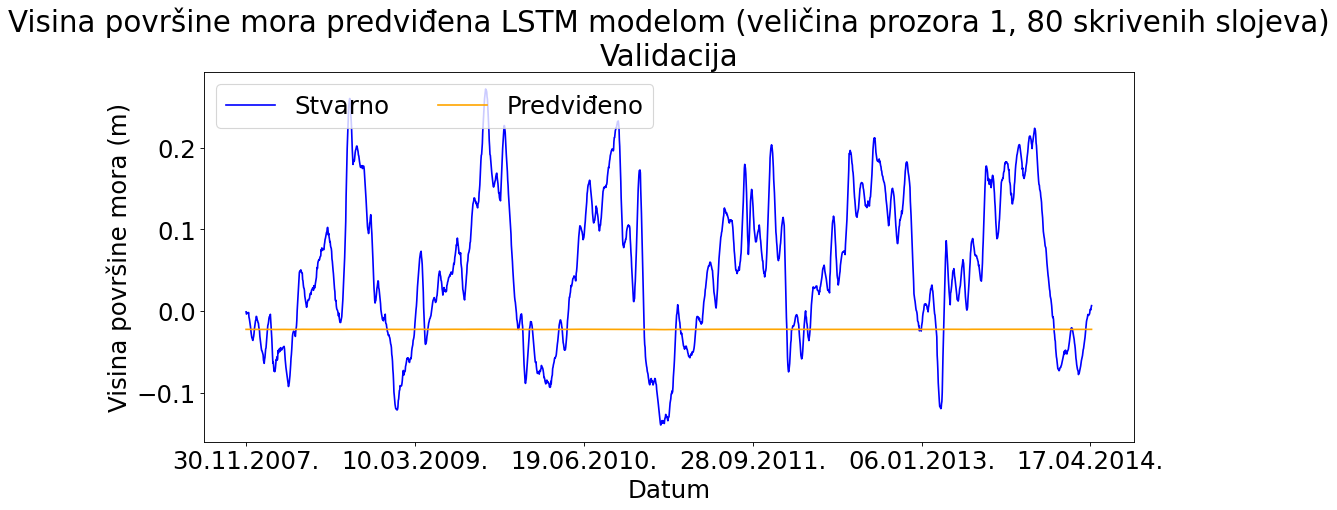 Visina površine mora predviđena LSTM modelom (veličina prozora 1, 80 skrivenih slojeva)
Validacija
Stvarno
Predviđeno
Visina površine mora (m)
0.2
0.1
0.0
−0.1
30.11.2007. 10.03.2009. 19.06.2010. 28.09.2011. 06.01.2013. 17.04.2014.
Datum